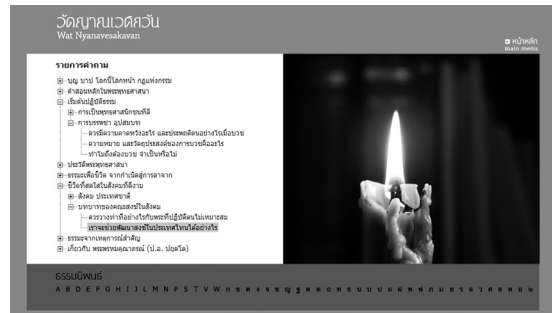 วัดญาณเวศกวัน
Wat Nyanavesakavan
หน้าหลัก
main menu
รายการคำถาม
บุญ บาป โลกนี้โลกหน้า กฎแห่งกรรม
คำสอนหลักในพระพุทธศาสนา
เริ่มต้นปฏิบัติธรรม
การเป็นพุทธศาสนิกชนที่ดี
การบรรพชา อุปสมบท
ควรมีความคาดหวังอะไร และประพฤติตนอย่างไรเมื่อบวช
ความหมาย และวัตถุประสงค์ของการบวชคืออะไร
ทำไมถึงต้องบวช จำเป็นหรือไม่
ประวัติพระพุทธศาสนา
ธรรมะเพื่อชีวิต จากกำเนิดสู่การลาจาก
ชีวิตที่สดใสในสังคมที่ดีงาม
สังคม ประเทศชาติ
บทบาทของคณะสงฆ์ในสังคม
ควรวางท่าทีอย่างไรกับพระที่ปฏิบัติตนไม่เหมาะสม
เราจะช่วยพัฒนาสงฆ์ในประเทศไทยได้อย่างไร
ธรรมะจากเหตุการณ์สำคัญ
เกี่ยวกับ พระพรหมคุณาภรณ์ (ป.อ. ปยุตโต)
ธรรมนิพนธ์
A B D E F G H I J L M N P S T V W